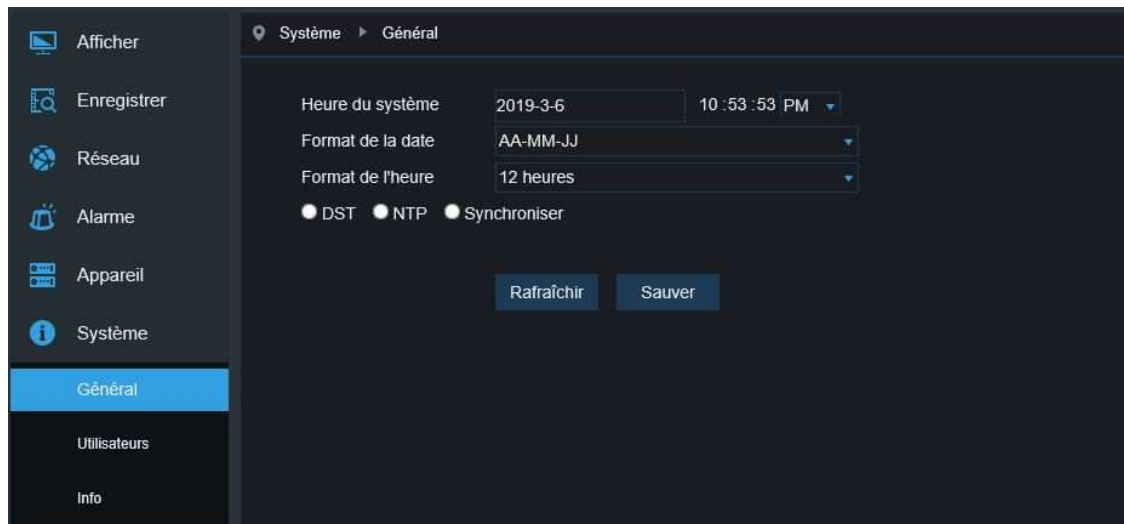 Afficher
Enregistrer
Réseau
Alarme
Appareil
Système
Général
Utilisateurs
Info
Système Général
Heure du système 2019-3-6 10 : 53 : 53 PM
Format de la date AA-MM-JJ
Format de l'heure 12 heures
DST NTP Synchroniser
Rafraîchir Sauver